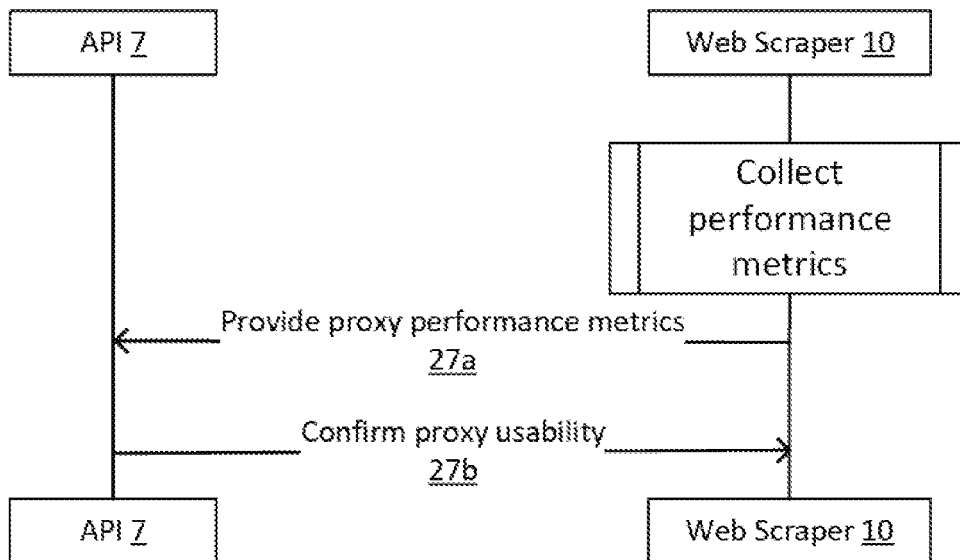 API 7
Web Scraper 10
Collect
performance
metrics
Provide proxy performance metrics
27a
Confirm proxy usability
27b
API 7
Web Scraper 10